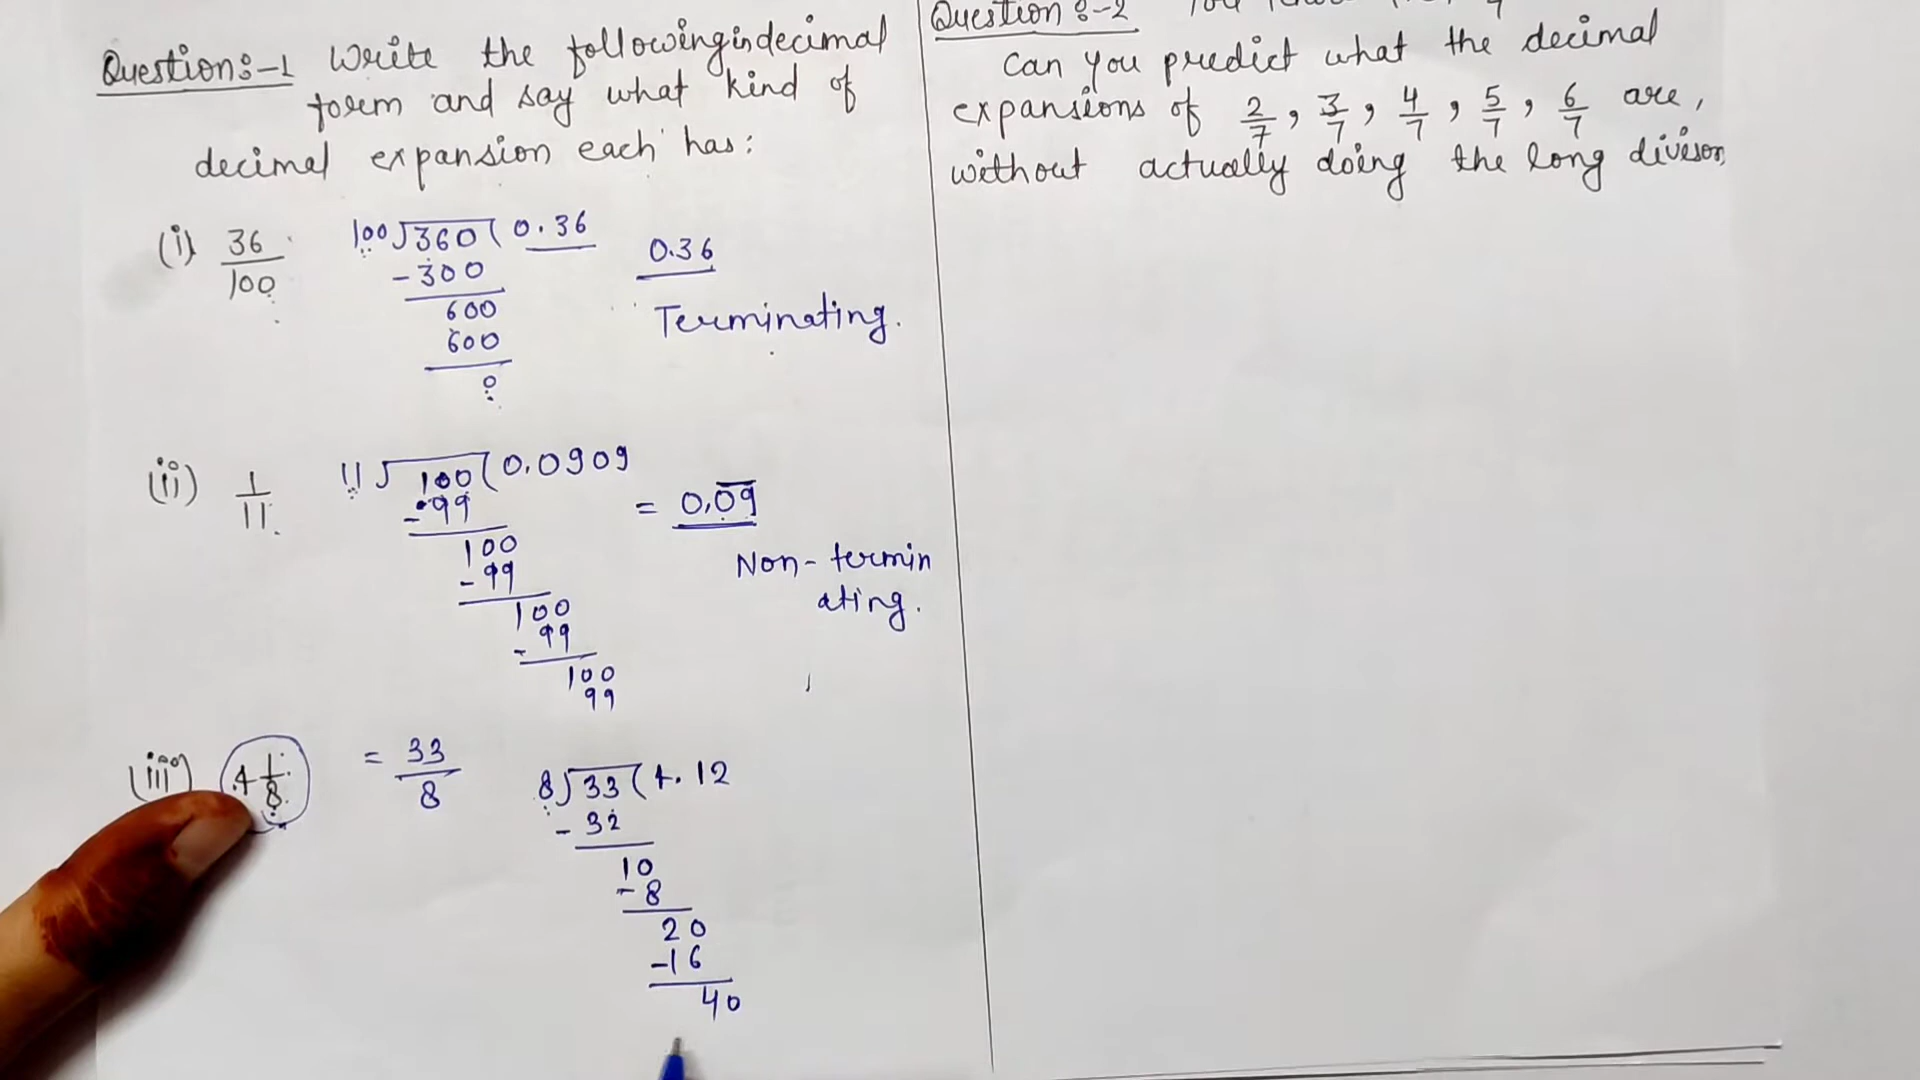 Question:-1 Write the following in decimal
form and say what kind of
decimal expansion each has:
(i) 36/100 100)360(0.36 0.36
-300
600
600
0
Terminating.
(ii) 1/11 11)100(0.0909 = 0.0̅9̅
-99
100
-99
100
-99
100
99
Non-termin
ating.
(iii) 4 1/8 = 33/8 8)33(4.12
-32
10
-8
20
-16
40
Question:-2
Can you predict what the decimal
expansions of 2/7, 3/7, 4/7, 5/7, 6/7 are,
without actually doing the long divison